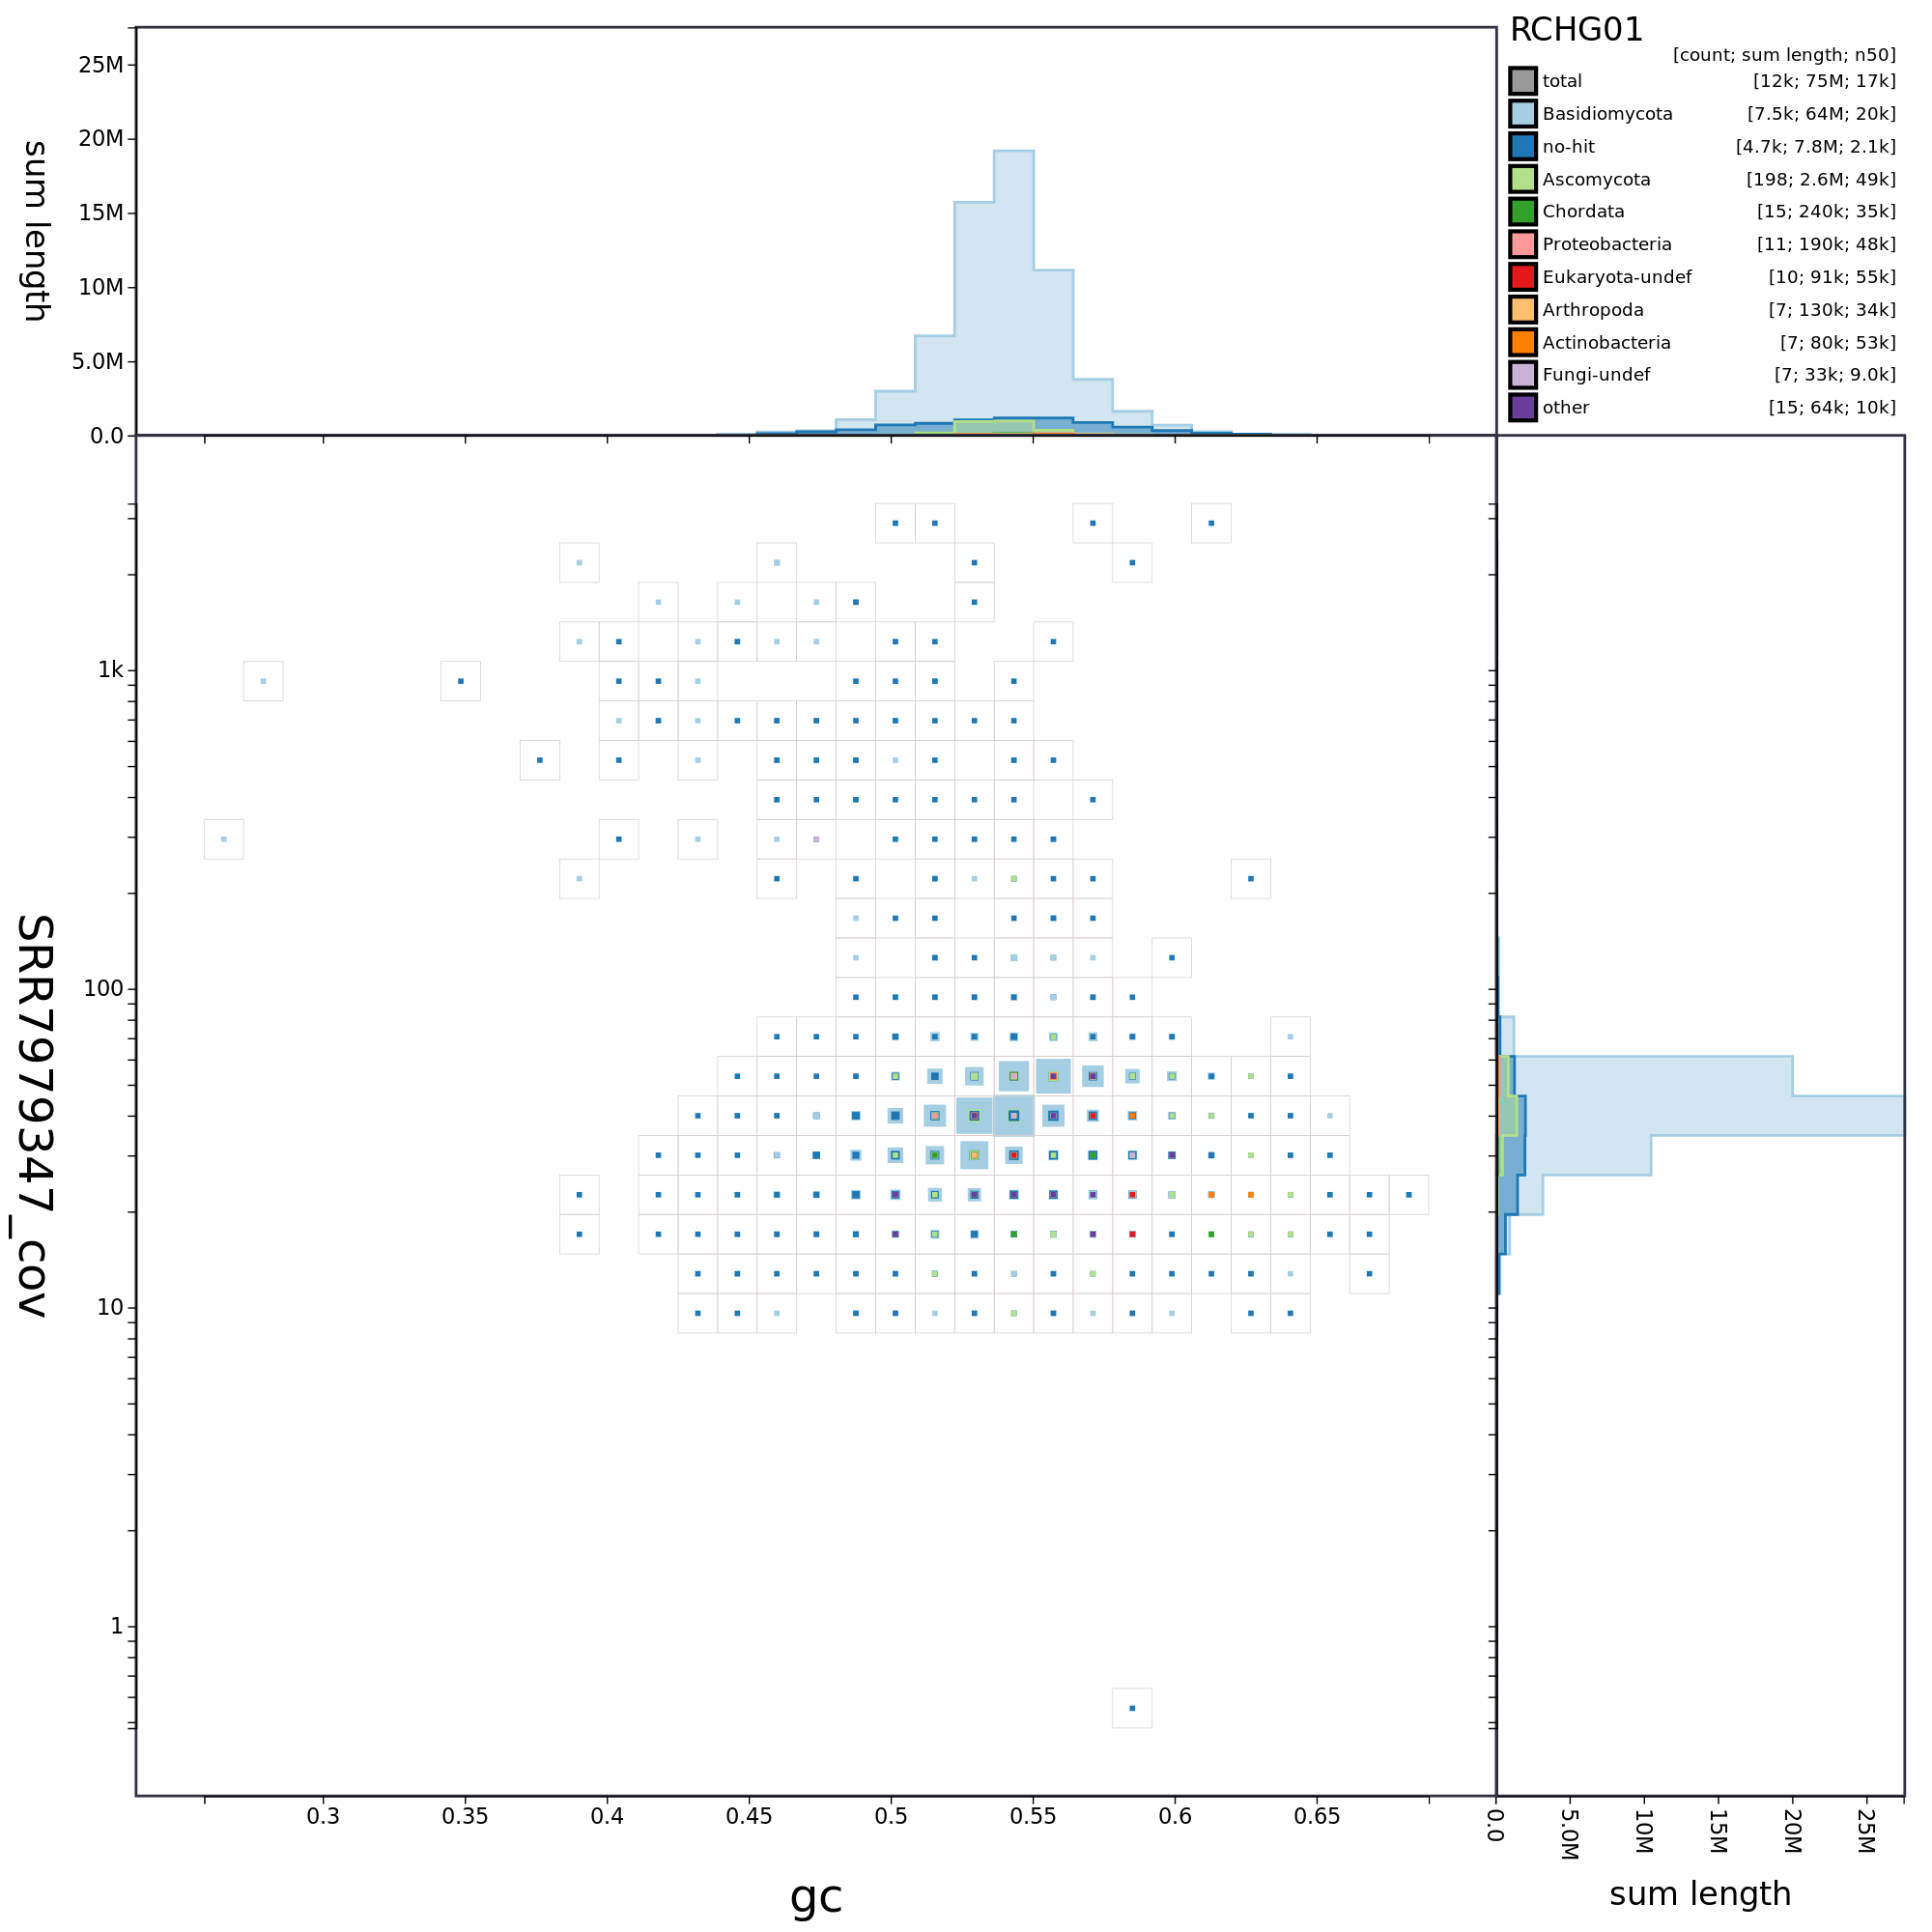 RCHG01
[count; sum length; n50]
total [12k; 75M; 17k]
Basidiomycota [7.5k; 64M; 20k]
no-hit [4.7k; 7.8M; 2.1k]
Ascomycota [198; 2.6M; 49k]
Chordata [15; 240k; 35k]
Proteobacteria [11; 190k; 48k]
Eukaryota-undef [10; 91k; 55k]
Arthropoda [7; 130k; 34k]
Actinobacteria [7; 80k; 53k]
Fungi-undef [7; 33k; 9.0k]
other [15; 64k; 10k]
sum length
25M
20M
15M
10M
5.0M
0.0
SRR7979347_cov
1k
100
10
1
0.3 0.35 0.4 0.45 0.5 0.55 0.6 0.65
gc
0.0 5.0M 10M 15M 20M 25M
sum length